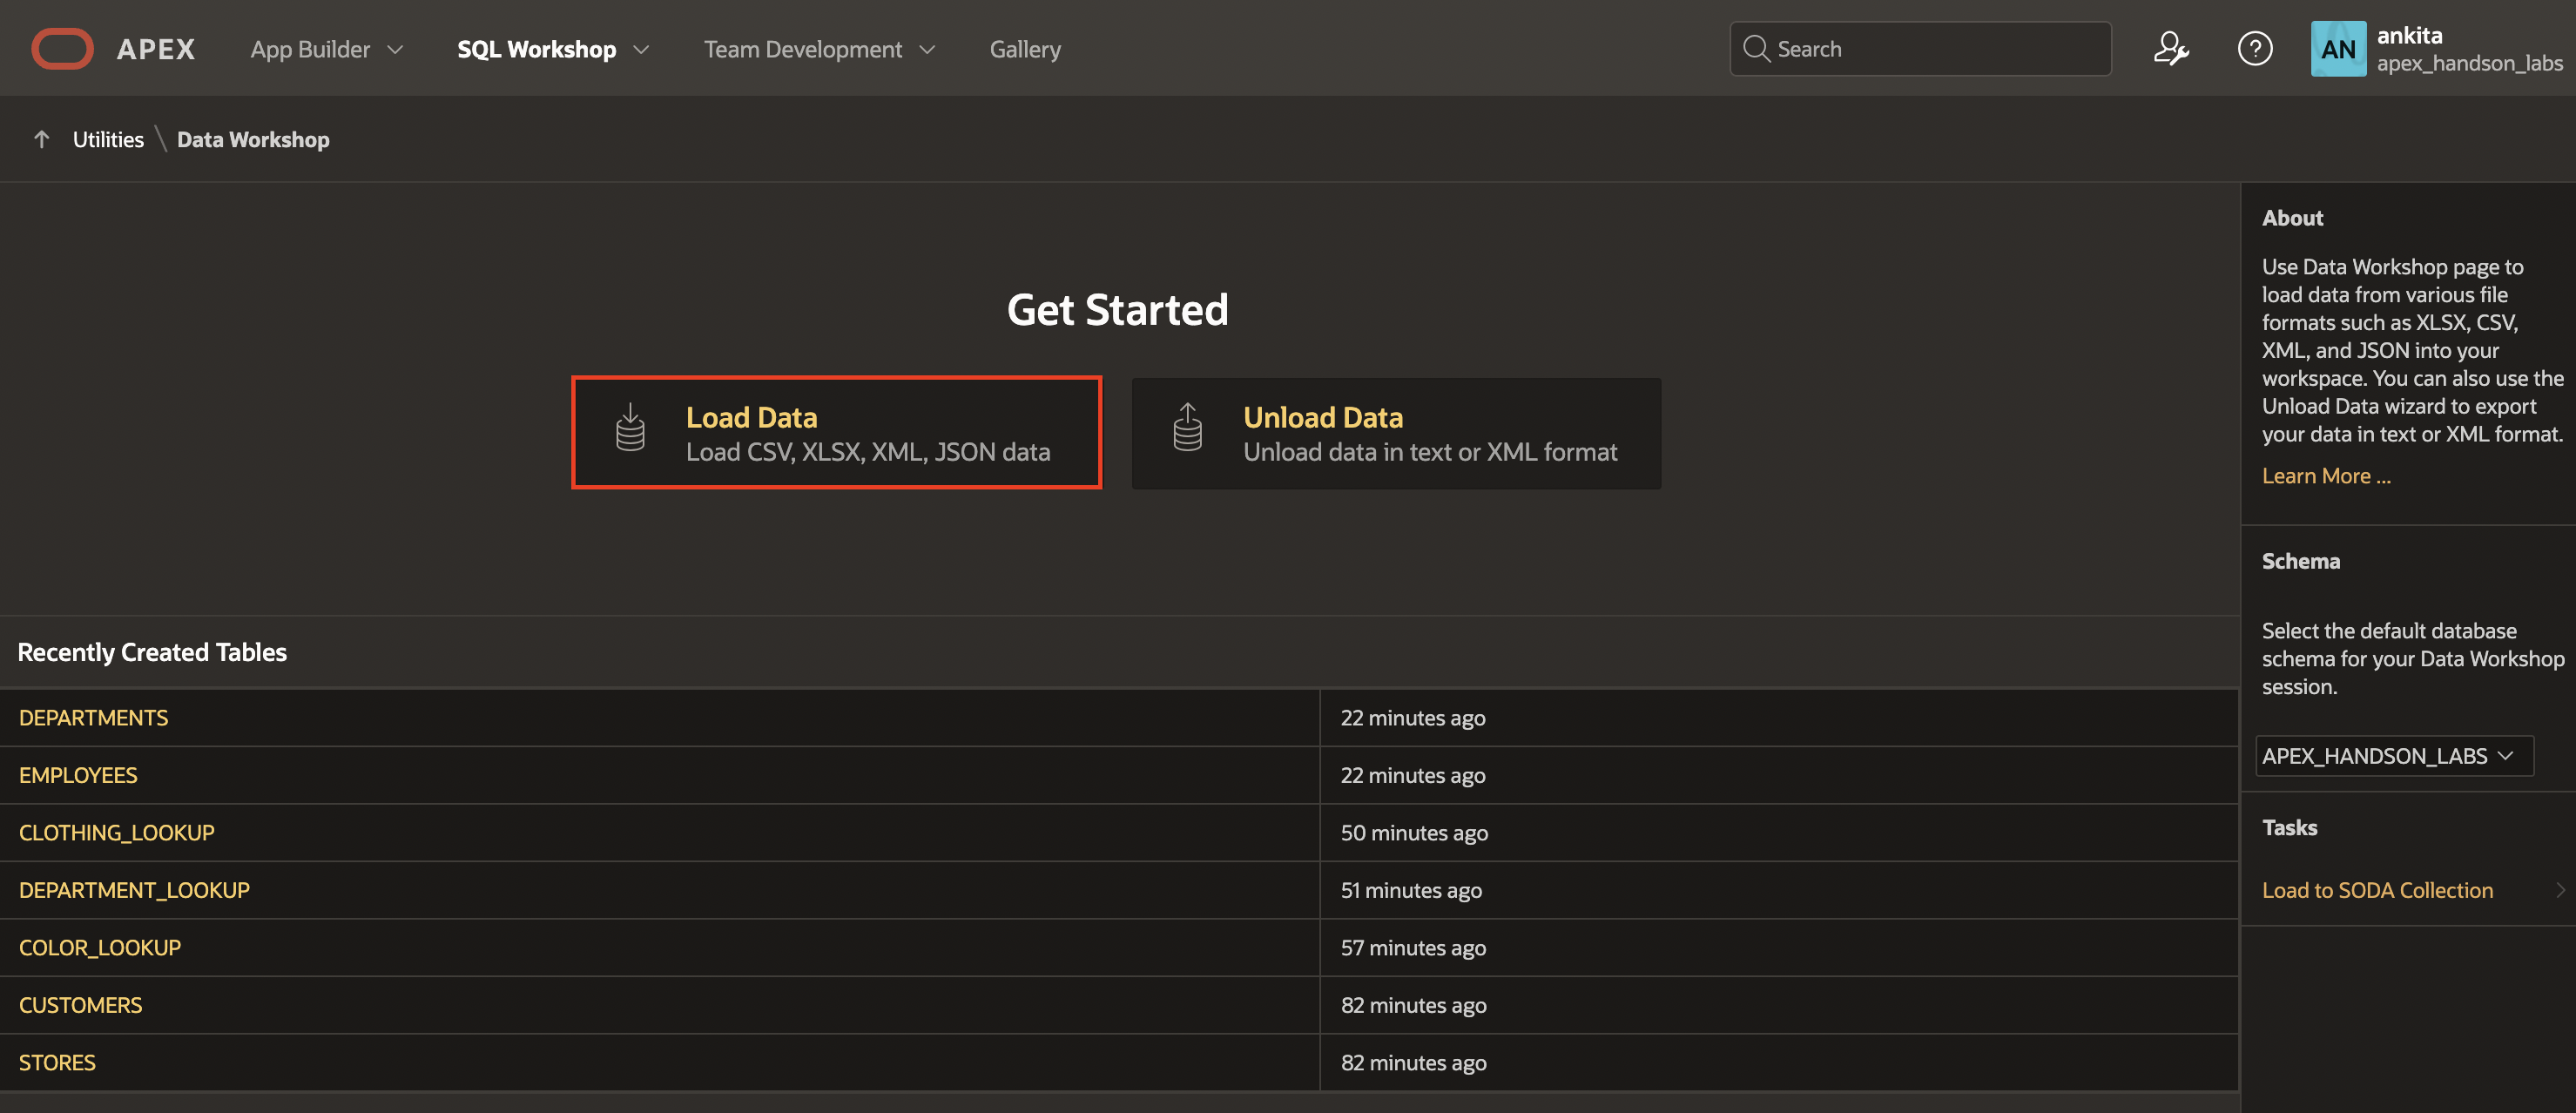 APEX
App Builder
SQL Workshop
Team Development
Gallery
Search
AN
ankita
apex_handson_labs
Utilities \ Data Workshop
Get Started
Load Data
Load CSV, XLSX, XML, JSON data
Unload Data
Unload data in text or XML format
Recently Created Tables
DEPARTMENTS 22 minutes ago
EMPLOYEES 22 minutes ago
CLOTHING_LOOKUP 50 minutes ago
DEPARTMENT_LOOKUP 51 minutes ago
COLOR_LOOKUP 57 minutes ago
CUSTOMERS 82 minutes ago
STORES 82 minutes ago
About
Use Data Workshop page to
load data from various file
formats such as XLSX, CSV,
XML, and JSON into your
workspace. You can also use the
Unload Data wizard to export
your data in text or XML format.
Learn More ...
Schema
Select the default database
schema for your Data Workshop
session.
APEX_HANDSON_LABS
Tasks
Load to SODA Collection